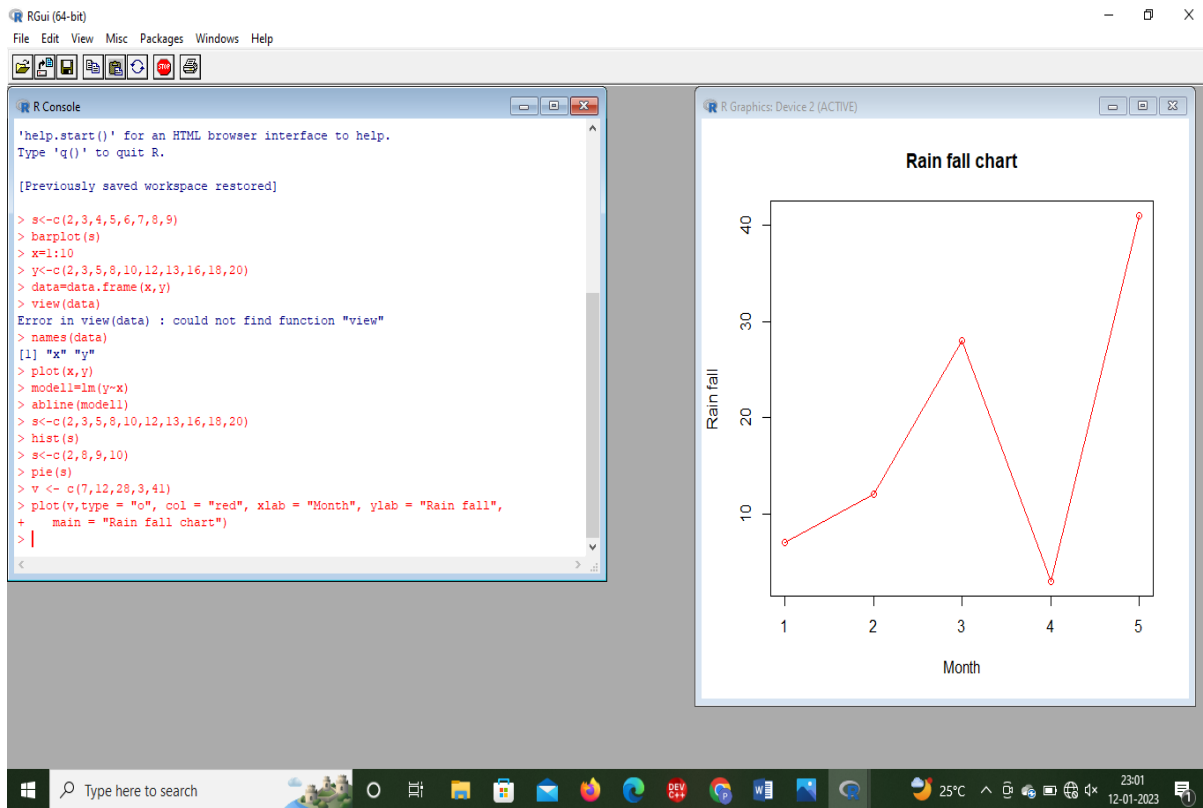 RGui (64-bit)
File Edit View Misc Packages Windows Help
STOP
R Console
'help.start()' for an HTML browser interface to help.
Type 'q()' to quit R.
[Previously saved workspace restored]
> s<-c(2,3,4,5,6,7,8,9)
> barplot(s)
> x=1:10
> y<-c(2,3,5,8,10,12,13,16,18,20)
> data=data.frame(x,y)
> view(data)
Error in view(data) : could not find function "view"
> names(data)
[1] "x" "y"
> plot(x,y)
> model1=lm(y~x)
> abline(model1)
> s<-c(2,3,5,8,10,12,13,16,18,20)
> hist(s)
> s<-c(2,8,9,10)
> pie(s)
> v <- c(7,12,28,3,41)
> plot(v,type = "o", col = "red", xlab = "Month", ylab = "Rain fall",
+    main = "Rain fall chart")
>
R Graphics: Device 2 (ACTIVE)
Rain fall chart
Rain fall
40
30
20
10
1 2 3 4 5
Month
Type here to search
DEV C++
25°C
23:01
12-01-2023